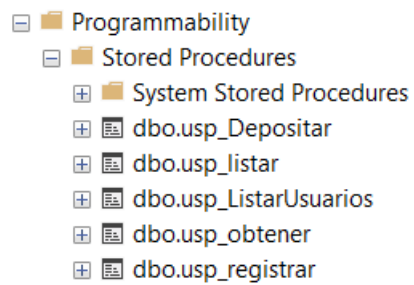 Programmability
Stored Procedures
System Stored Procedures
dbo.usp_Depositar
dbo.usp_listar
dbo.usp_ListarUsuarios
dbo.usp_obtener
dbo.usp_registrar